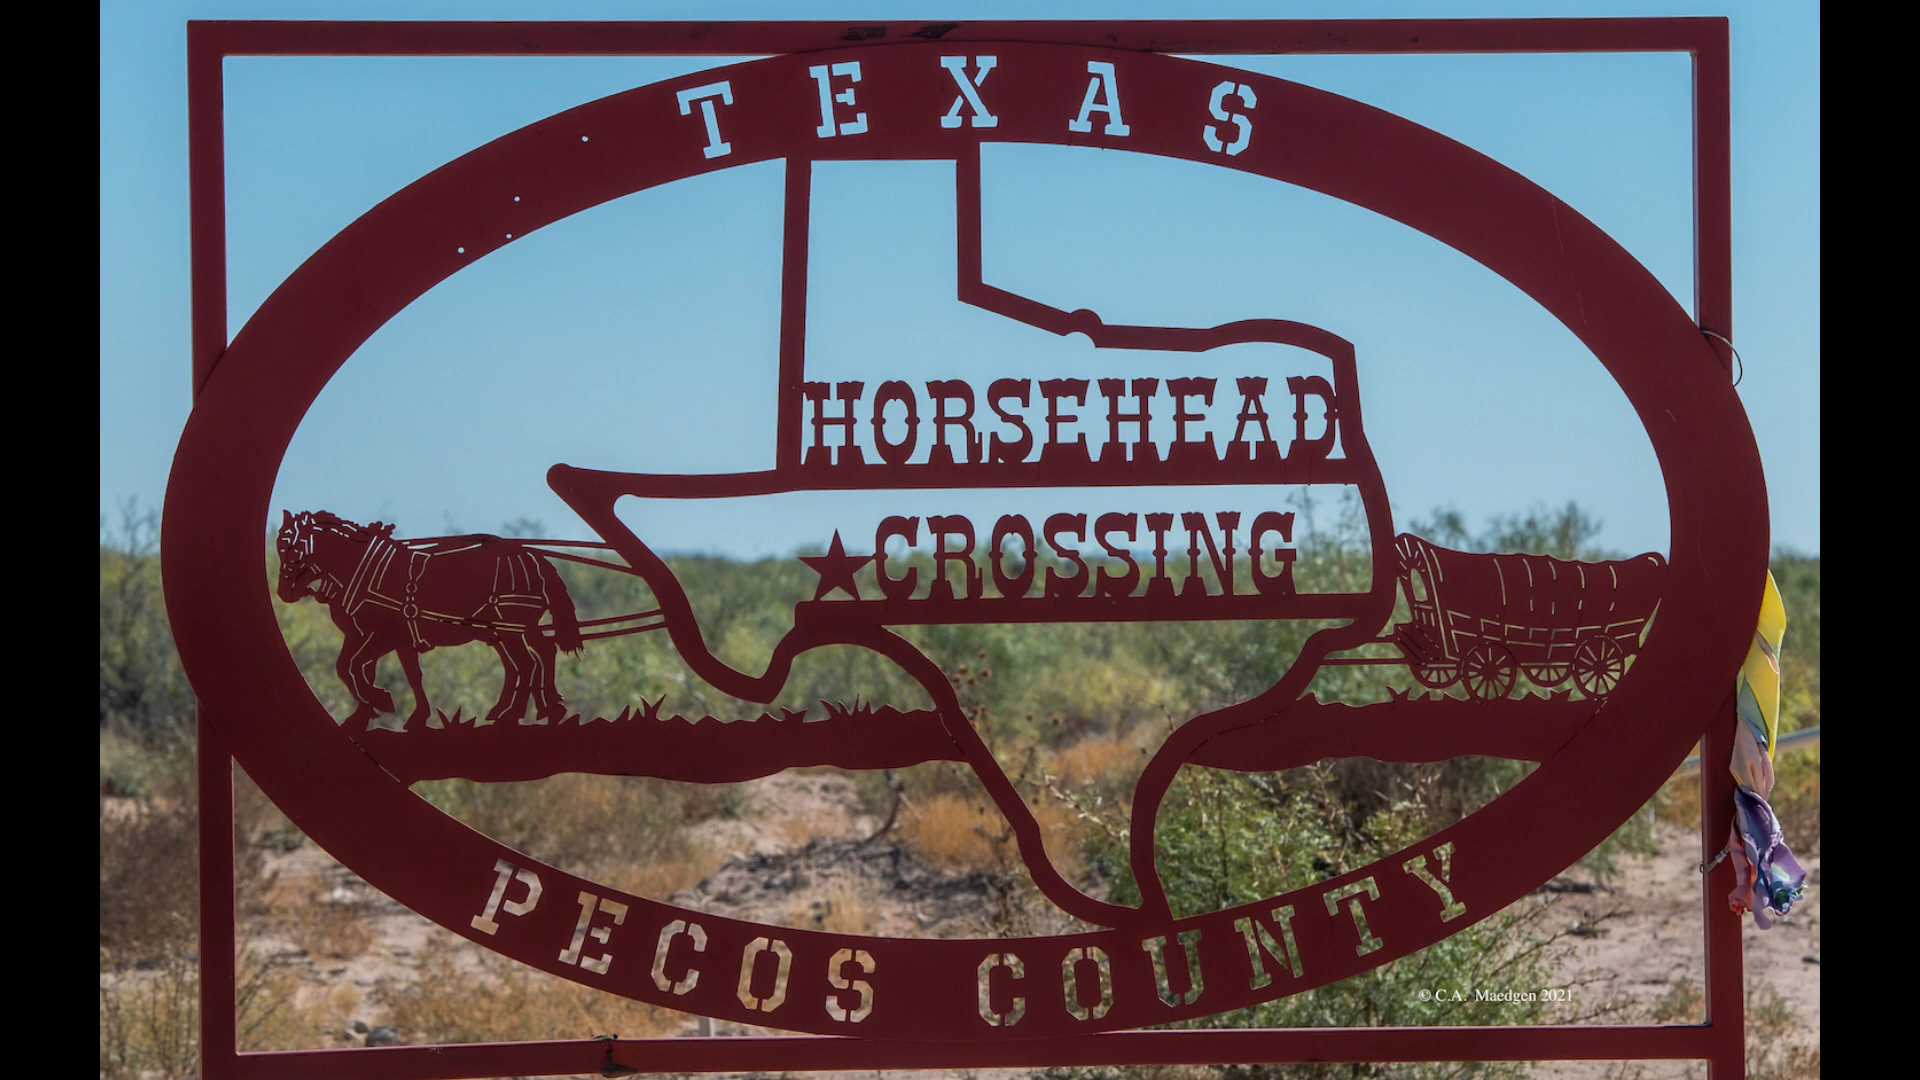 TEXAS
HORSEHEAD
CROSSING
PECOS COUNTY
© C.A. Maedgen 2021